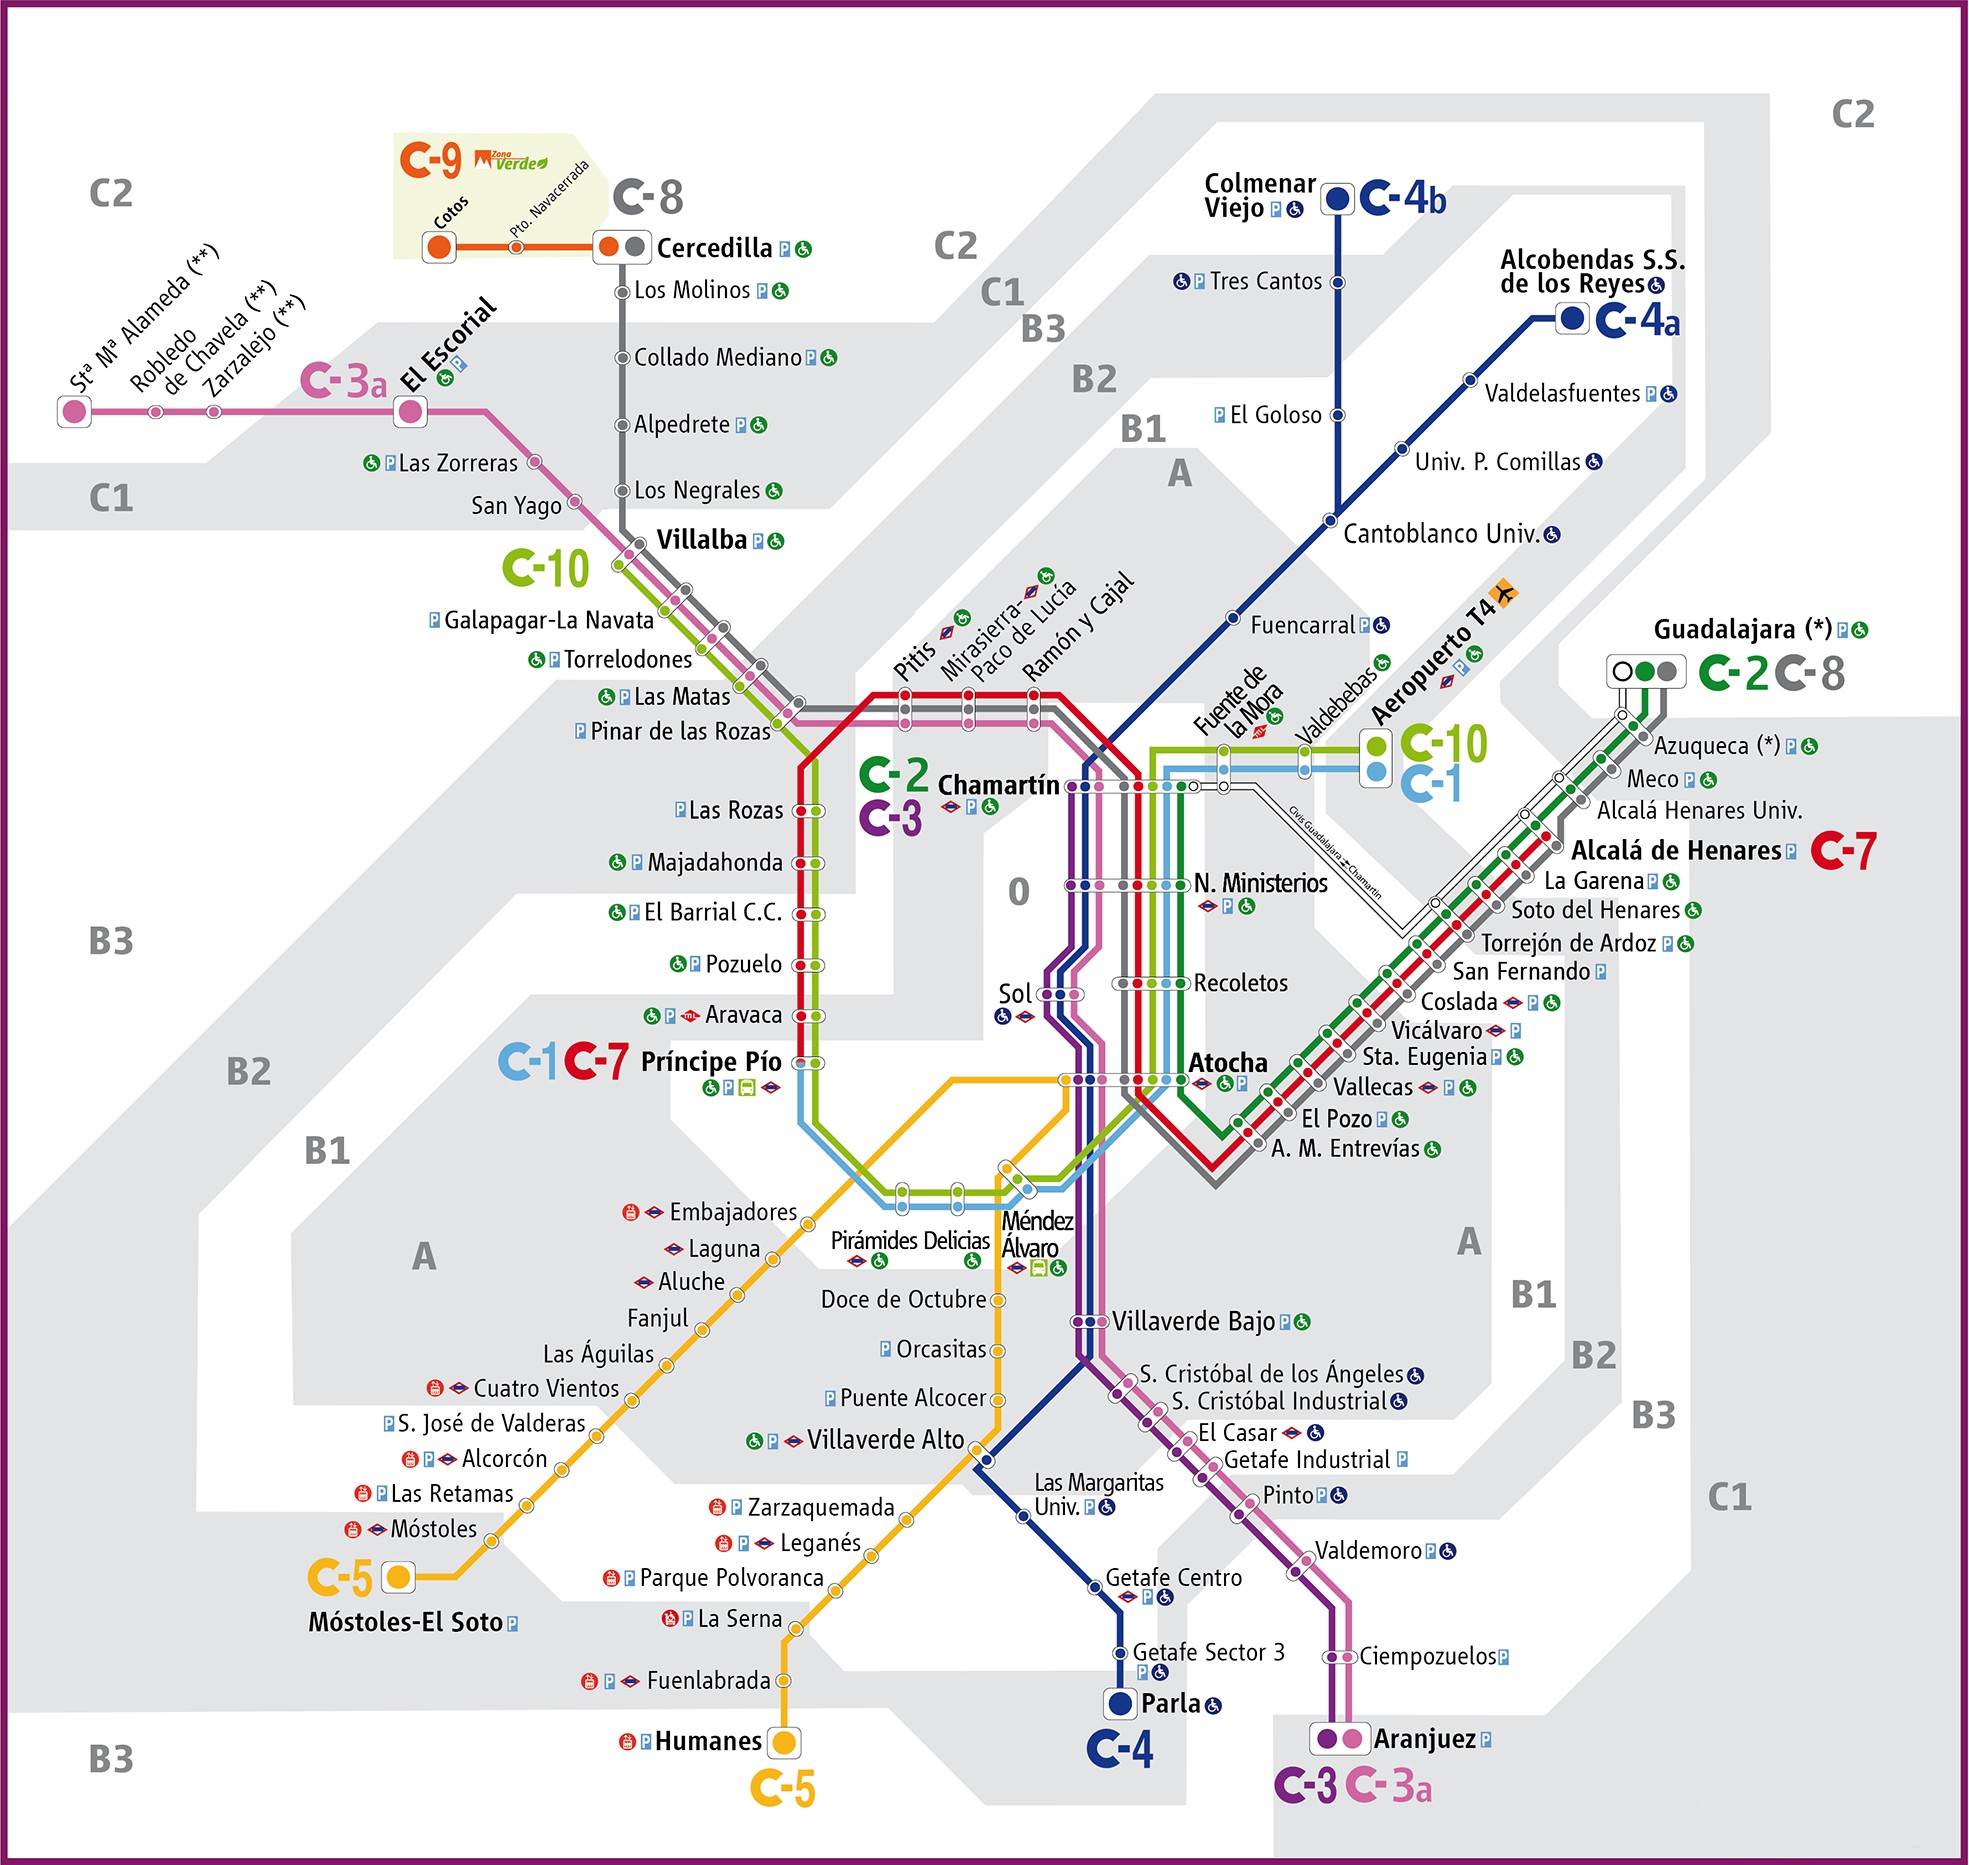 C2
C-9
Zona
Verde
Cotos
Pto. Navacerrada
C-8
Cercedilla
Los Molinos
Collado Mediano
Alpedrete
Los Negrales
Villalba
C2
Stª Mª Alameda (**)
Robledo
de Chavela (**)
Zarzalejo (**)
C-3a
El Escorial
Las Zorreras
San Yago
C1
C-10
Galapagar-La Navata
Torrelodones
Las Matas
Pinar de las Rozas
C2
C1
B3
B2
B1
A
Colmenar
Viejo
C-4b
Tres Cantos
El Goloso
Alcobendas S.S.
de los Reyes
C-4a
Valdelasfuentes
Univ. P. Comillas
Cantoblanco Univ.
Fuencarral
Pitis
Mirasierra-
Paco de Lucía
Ramón y Cajal
Fuente de
la Mora
Valdebebas
Aeropuerto T4
C-10
C-1
Guadalajara (*)
C-2 C-8
Azuqueca (*)
Meco
Alcalá Henares Univ.
Alcalá de Henares
C-7
La Garena
Soto del Henares
Torrejón de Ardoz
San Fernando
Coslada
Vicálvaro
Sta. Eugenia
Vallecas
El Pozo
A. M. Entrevías
Civis Guadalajara
Chamartín
C-2
C-3
Chamartín
N. Ministerios
Recoletos
Sol
Atocha
0
Las Rozas
Majadahonda
El Barrial C.C.
Pozuelo
Aravaca
C-1 C-7 Príncipe Pío
B3
B2
B1
A
Pirámides
Delicias
Méndez
Álvaro
Embajadores
Laguna
Aluche
Fanjul
Las Águilas
Cuatro Vientos
S. José de Valderas
Alcorcón
Las Retamas
Móstoles
C-5
Móstoles-El Soto
Doce de Octubre
Orcasitas
Puente Alcocer
Villaverde Alto
Zarzaquemada
Leganés
Parque Polvoranca
La Serna
Fuenlabrada
Humanes
C-5
Las Margaritas
Univ.
Getafe Centro
Getafe Sector 3
Parla
C-4
Villaverde Bajo
S. Cristóbal de los Ángeles
S. Cristóbal Industrial
El Casar
Getafe Industrial
Pinto
Valdemoro
Ciempozuelos
Aranjuez
C-3 C-3a
A
B1
B2
B3
C1
B3